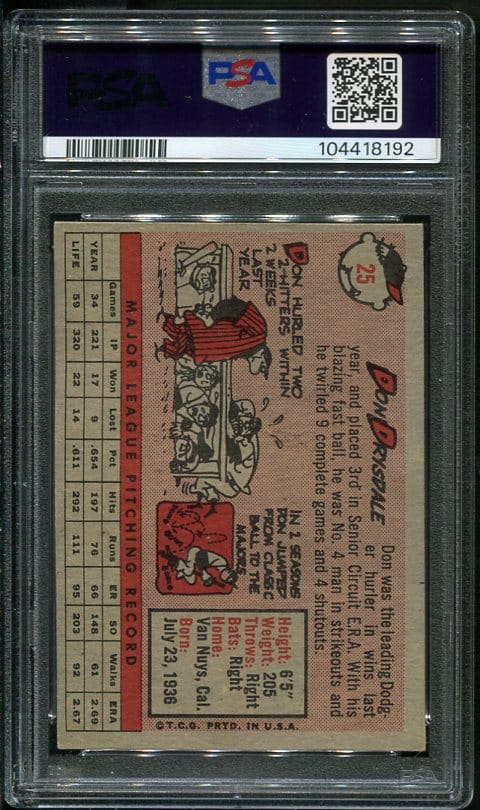 PSA
PSA
104418192
25
DON DRYSDALE
Don was the leading Dodg-
er hurler in wins last
year and placed 3rd in Senior Circuit E.R.A. With his
blazing fast ball, he was No. 4 man in strikeouts and
he twirled 9 complete games and 4 shutouts.
DON HURLED TWO
2-HITTERS WITHIN
2 WEEKS
LAST
YEAR
IN 2 SEASONS
DON JUMPED
FROM CLASS C
BALL TO THE
MAJORS
Height: 6'5"
Weight: 205
Throws: Right
Bats: Right
Home:
Van Nuys, Cal.
Born:
July 23, 1936
©T.C.G. PRTD. IN U.S.A.
MAJOR LEAGUE PITCHING RECORD
Games IP Won Lost Pct Hits Runs ER SO Walks ERA
YEAR 34 221 17 9 .654 197 76 66 148 61 2.69
LIFE 59 320 22 14 .611 292 111 95 203 92 2.67